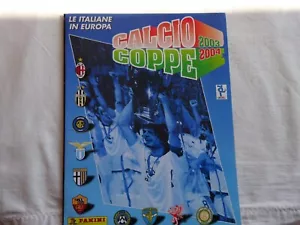 LE ITALIANE
IN EUROPA
CALCIO
COPPE
2003
2004
PANINI